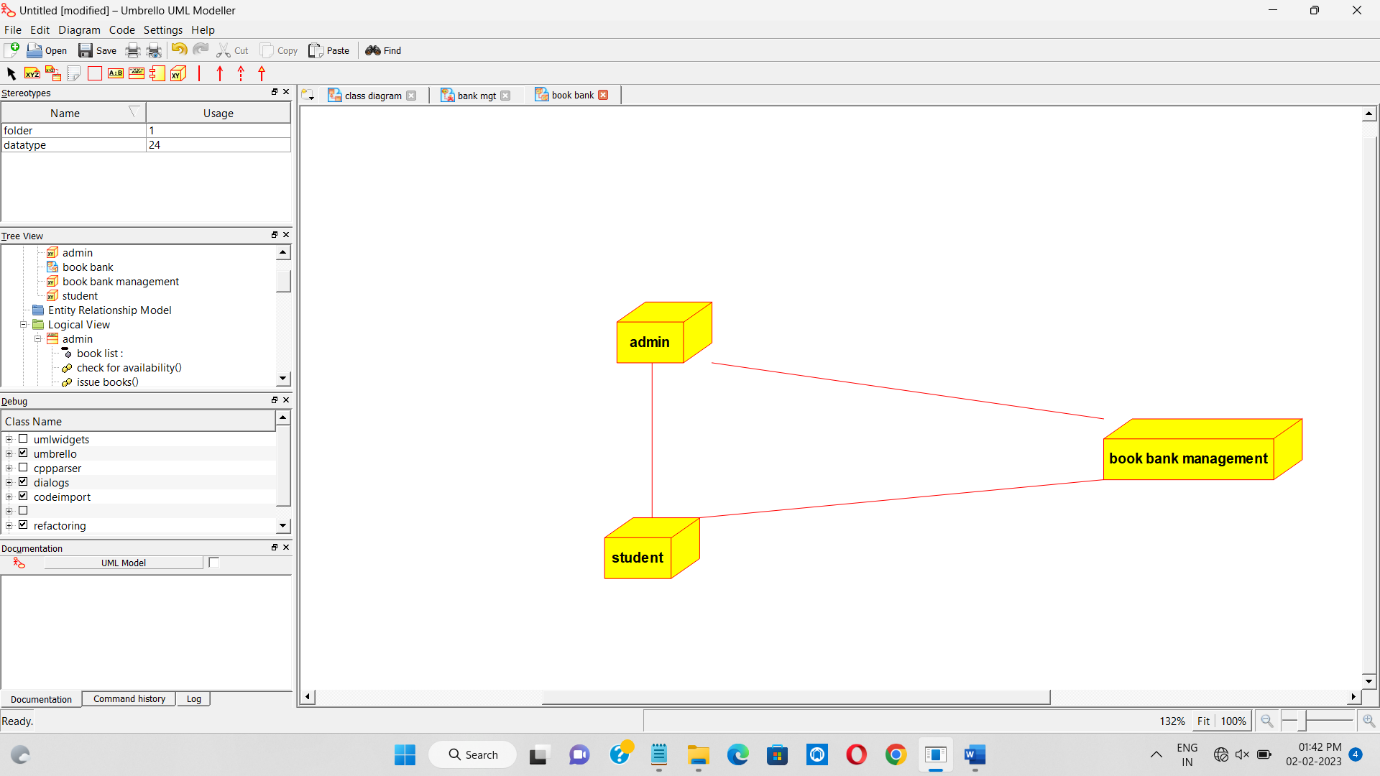 Untitled [modified] – Umbrello UML Modeller
File Edit Diagram Code Settings Help
Open Save Cut Copy Paste Find
XYZ A:B XY
Stereotypes
Name Usage
folder 1
datatype 24
Tree View
admin
book bank
book bank management
student
Entity Relationship Model
Logical View
admin
book list :
check for availability()
issue books()
Debug
Class Name
umlwidgets
umbrello
cppparser
dialogs
codeimport
refactoring
Documentation
UML Model
Documentation Command history Log
class diagram bank mgt book bank
admin
book bank management
student
Ready.
132% Fit 100%
Search
ENG
IN
01:42 PM
02-02-2023
4